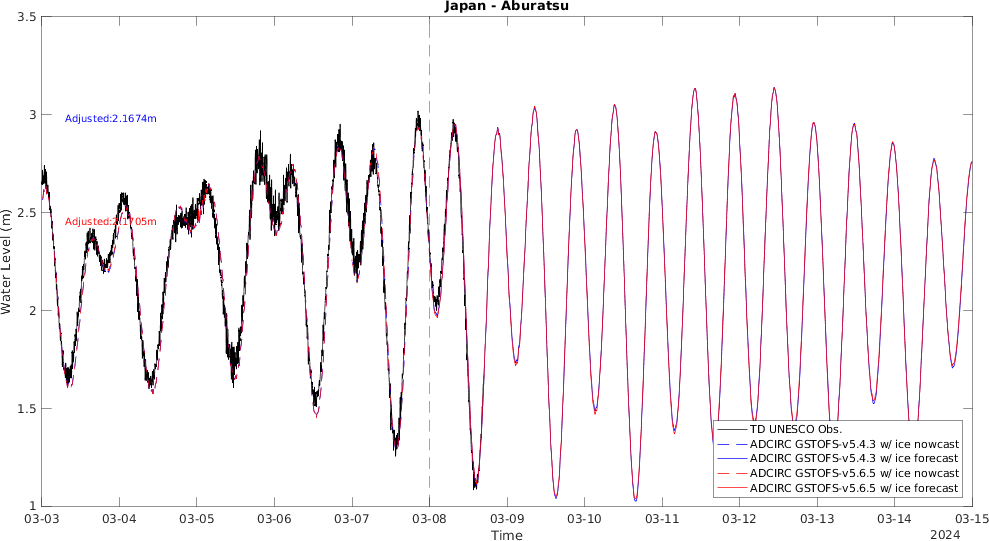 Japan - Aburatsu
3.5
3
2.5
2
1.5
1
Water Level (m)
Adjusted:2.1674m
Adjusted:2.1705m
TD UNESCO Obs.
ADCIRC GSTOFS-v5.4.3 w/ ice nowcast
ADCIRC GSTOFS-v5.4.3 w/ ice forecast
ADCIRC GSTOFS-v5.6.5 w/ ice nowcast
ADCIRC GSTOFS-v5.6.5 w/ ice forecast
03-03 03-04 03-05 03-06 03-07 03-08 03-09 03-10 03-11 03-12 03-13 03-14 03-15
Time
2024